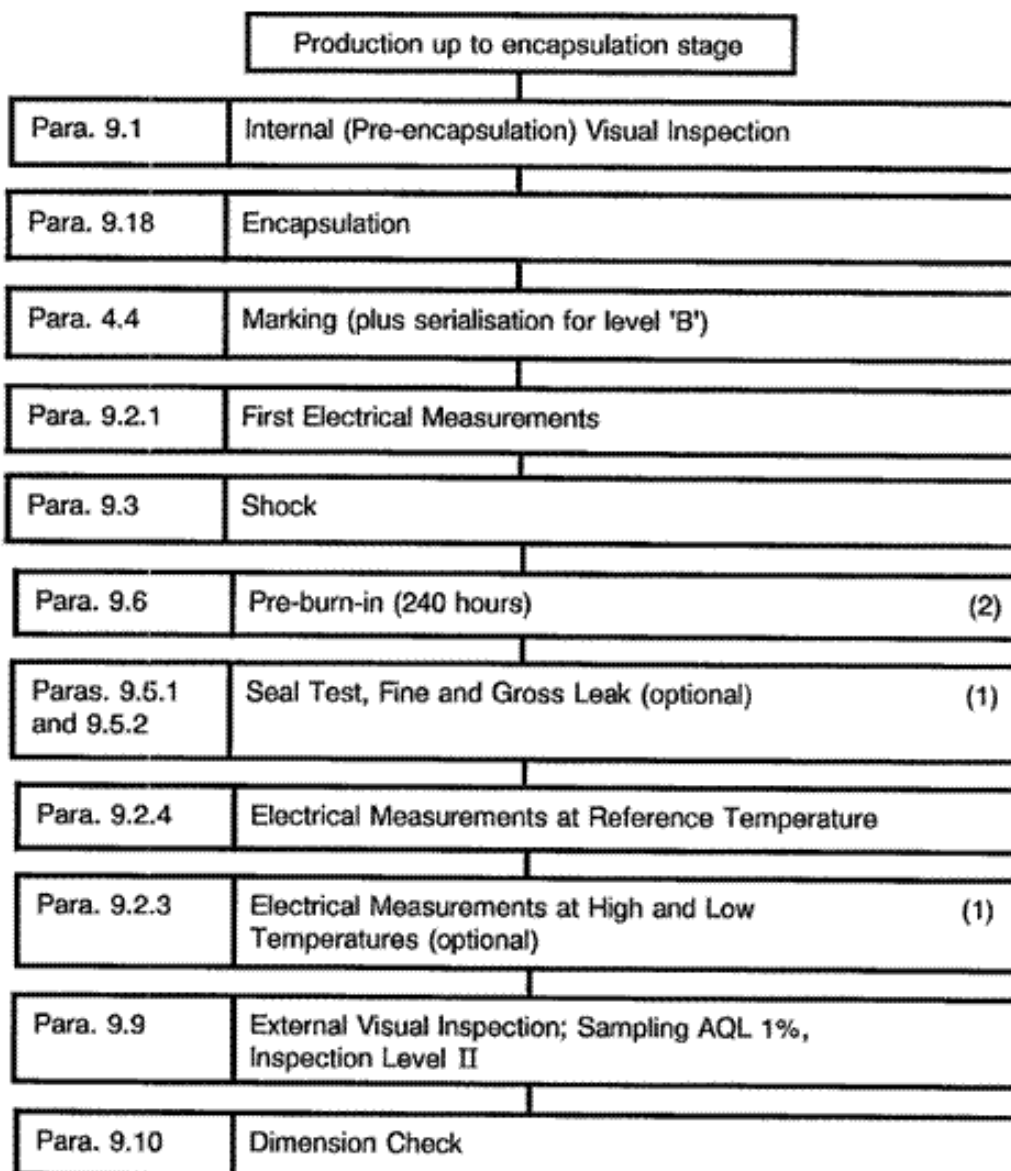 Production up to encapsulation stage
Para. 9.1 Internal (Pre-encapsulation) Visual Inspection
Para. 9.18 Encapsulation
Para. 4.4 Marking (plus serialisation for level 'B')
Para. 9.2.1 First Electrical Measurements
Para. 9.3 Shock
Para. 9.6 Pre-burn-in (240 hours) (2)
Paras. 9.5.1 Seal Test, Fine and Gross Leak (optional) (1)
and 9.5.2
Para. 9.2.4 Electrical Measurements at Reference Temperature
Para. 9.2.3 Electrical Measurements at High and Low (1)
Temperatures (optional)
Para. 9.9 External Visual Inspection; Sampling AQL 1%,
Inspection Level II
Para. 9.10 Dimension Check